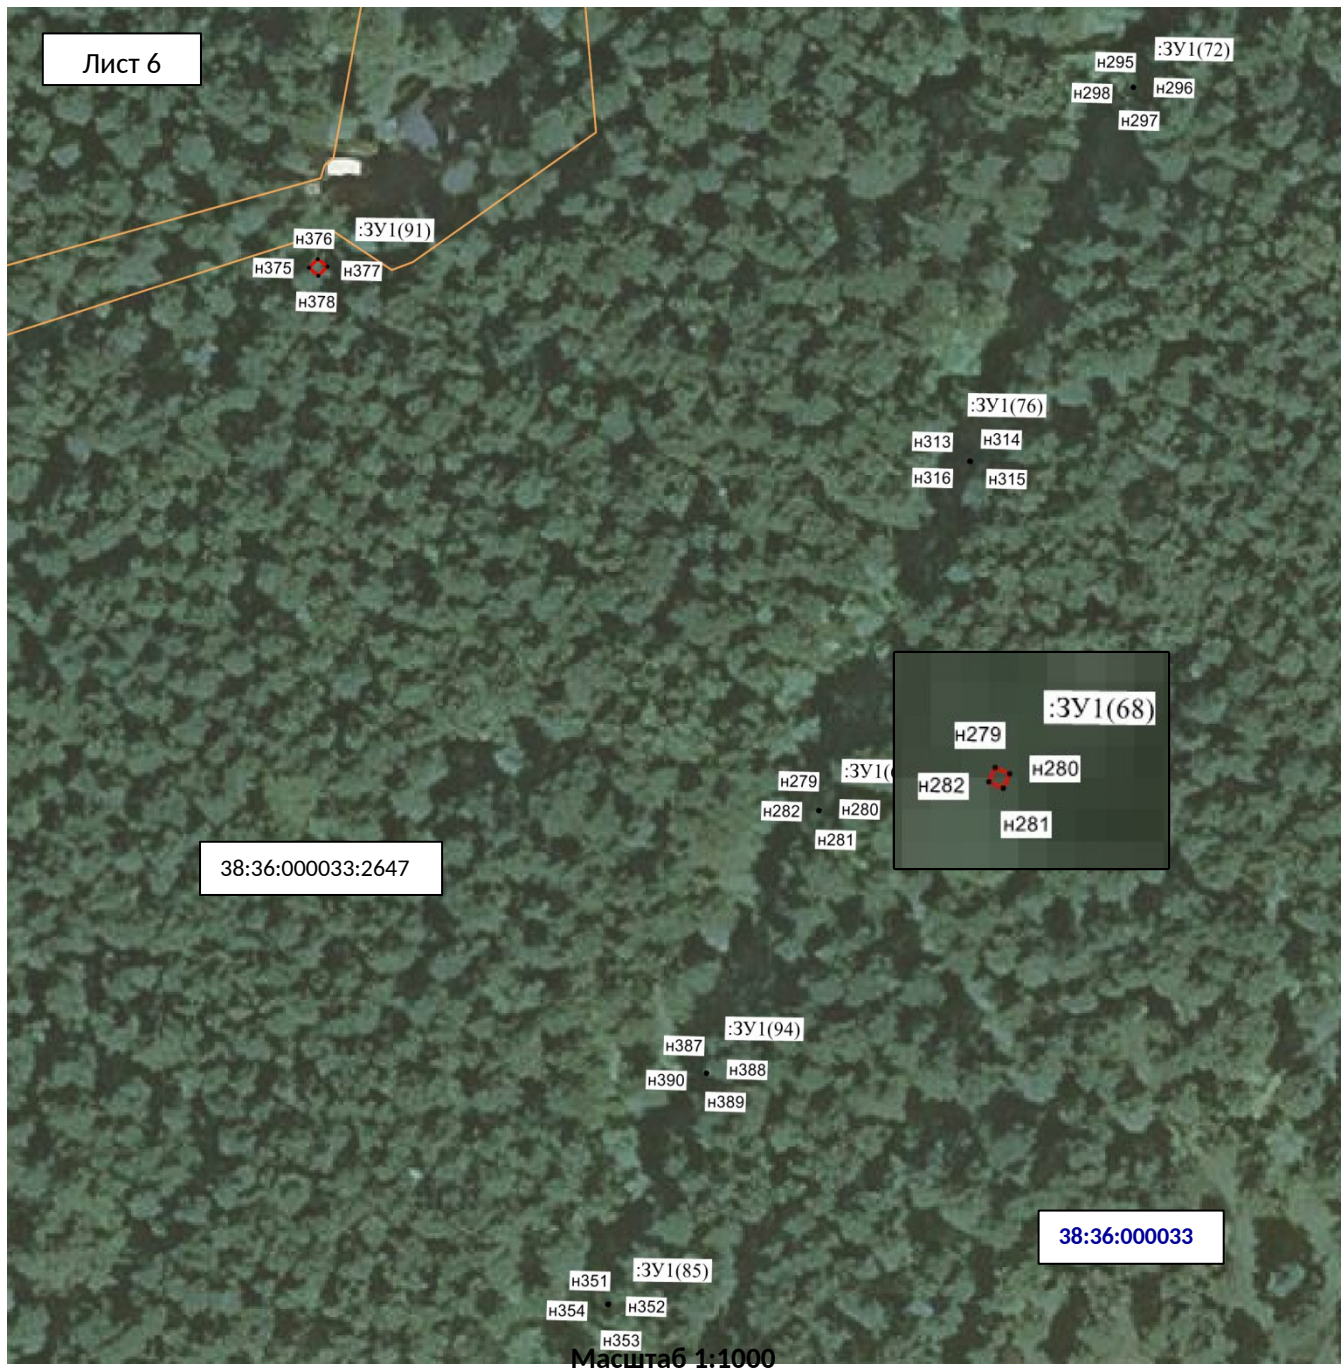 Лист 6
:ЗУ1(72)
н295
н298
н296
н297
:ЗУ1(91)
н376
н375
н377
н378
:ЗУ1(76)
н313
н314
н316
н315
:ЗУ1(68)
н279
н280
н282
н281
:ЗУ1(
н279
н282
н280
н281
38:36:000033:2647
:ЗУ1(94)
н387
н388
н390
н389
38:36:000033
:ЗУ1(85)
н351
н354
н352
н353
Масштаб 1:1000